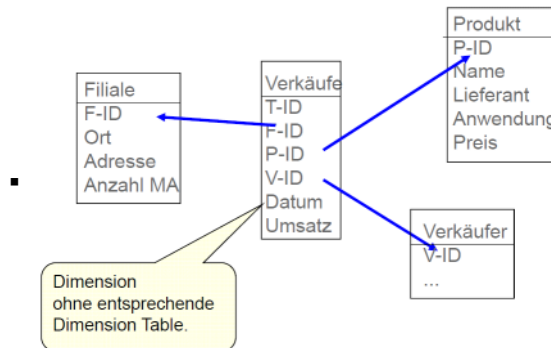 Filiale
F-ID
Ort
Adresse
Anzahl MA
Verkäufe
T-ID
F-ID
P-ID
V-ID
Datum
Umsatz
Produkt
P-ID
Name
Lieferant
Anwendung
Preis
Verkäufer
V-ID
...
Dimension
ohne entsprechende
Dimension Table.